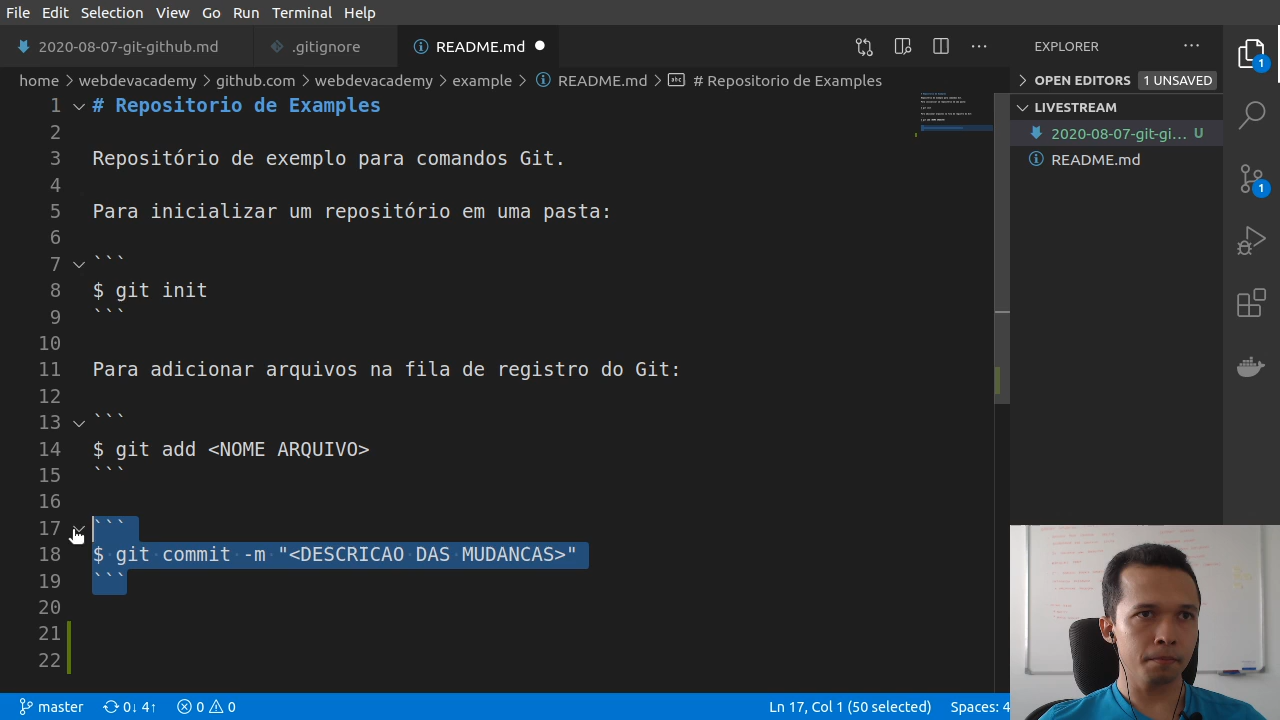 File Edit Selection View Go Run Terminal Help
2020-08-07-git-github.md .gitignore README.md
home > webdevacademy > github.com > webdevacademy > example > README.md > # Repositorio de Examples
1 # Repositorio de Examples
2
3 Repositório de exemplo para comandos Git.
4
5 Para inicializar um repositório em uma pasta:
6
7 ```
8 $ git init
9 ```
10
11 Para adicionar arquivos na fila de registro do Git:
12
13 ```
14 $ git add <NOME ARQUIVO>
15 ```
16
17 ```
18 $ git commit -m "<DESCRICAO DAS MUDANCAS>"
19 ```
20
21
22
EXPLORER
OPEN EDITORS 1 UNSAVED
LIVESTREAM
2020-08-07-git-gi... U
README.md
1
1
master 0↓ 4↑ 0 0 Ln 17, Col 1 (50 selected) Spaces: 4